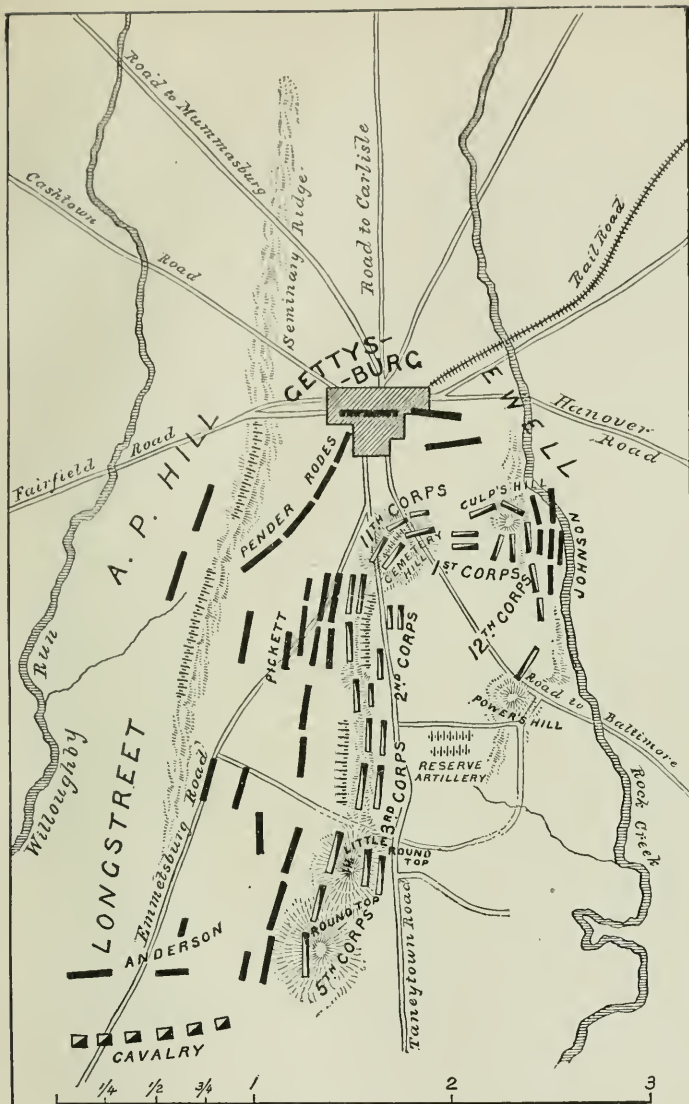 Road to Mummasburg
Cashtown Road
Seminary Ridge.
Road to Carlisle
Rail Road
GETTYS-
-BURG
EWELL
Hanover
Road
Fairfield Road
A. P. HILL
PENDER
RODES
11TH CORPS
CEMETERY
HILL
CULP'S HILL
1ST CORPS
12TH CORPS
JOHNSON
PICKETT
2ND CORPS
Road to Baltimore
POWER'S HILL
RESERVE
ARTILLERY
Willoughby Run
LONGSTREET
Emmetsburg Road
3RD CORPS
LITTLE ROUND
TOP
ROUND TOP
5TH CORPS
Taneytown Road
Rock Creek
ANDERSON
CAVALRY
1/4 1/2 3/4 1 2 3